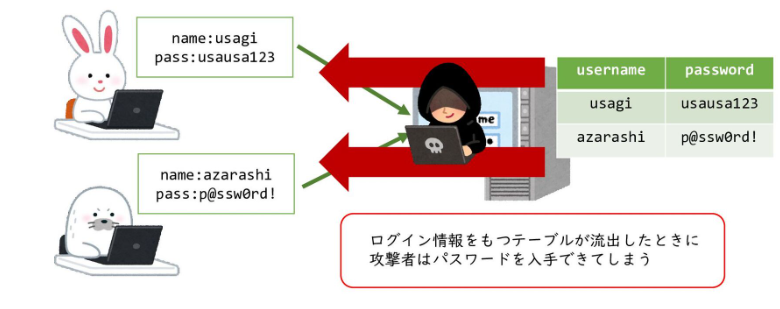 name:usagi
pass:usausa123
name:azarashi
pass:p@ssw0rd!
me
username password
usagi usausa123
azarashi p@ssw0rd!
ログイン情報をもつテーブルが流出したときに
攻撃者はパスワードを入手できてしまう